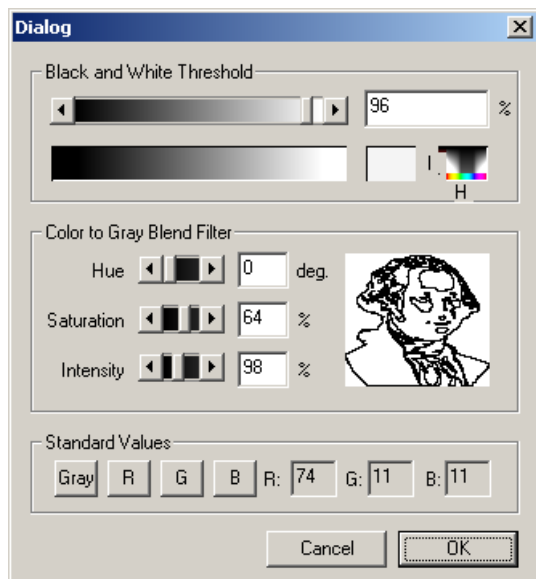 Dialog
Black and White Threshold
96 %
I
H
Color to Gray Blend Filter
Hue 0 deg.
Saturation 64 %
Intensity 98 %
Standard Values
Gray R G B R: 74 G: 11 B: 11
Cancel OK